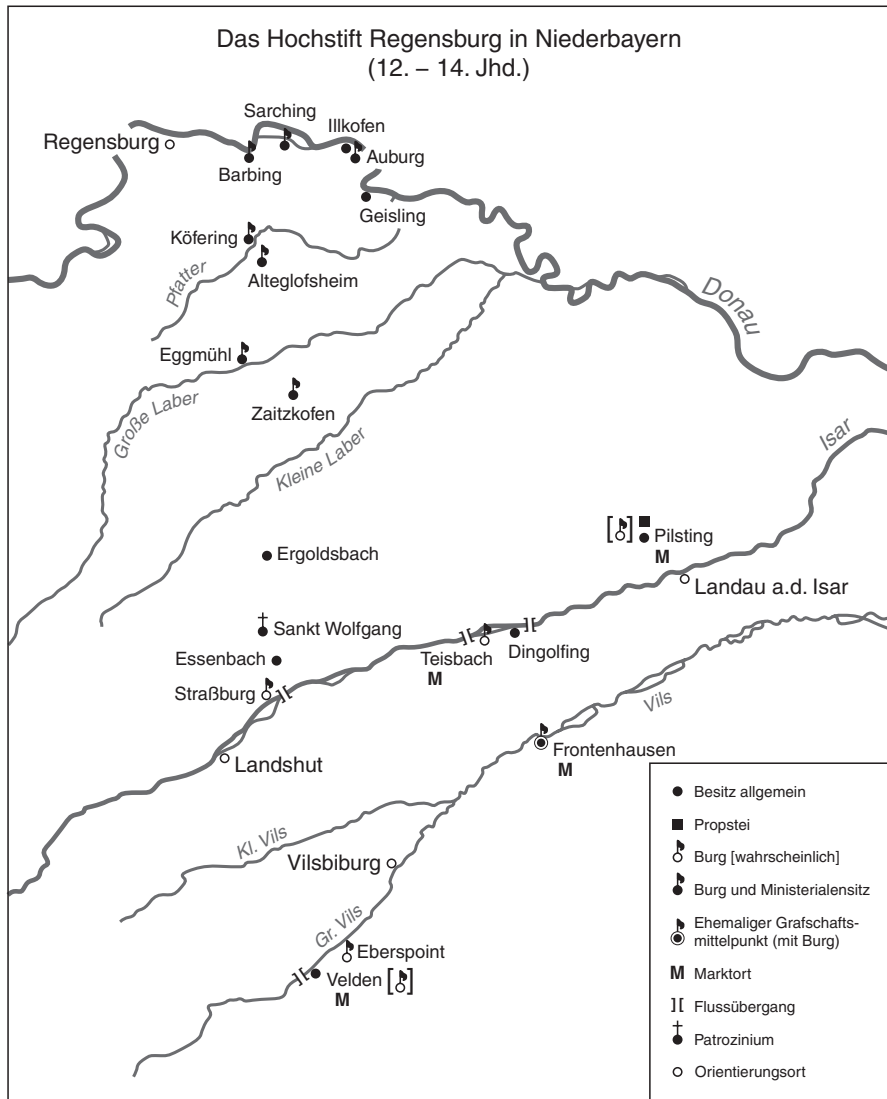 Das Hochstift Regensburg in Niederbayern
(12. – 14. Jhd.)
Sarching
Illkofen
Regensburg
Auburg
Barbing
Geisling
Köfering
Pfatter
Alteglofsheim
Donau
Eggmühl
Große Laber
Zaitzkofen
Kleine Laber
Isar
[ ] Pilsting
M
Ergoldsbach
Landau a.d. Isar
Sankt Wolfgang
Teisbach
M
Dingolfing
Essenbach
Straßburg
Vils
Frontenhausen
M
Landshut
Kl. Vils
Vilsbiburg
Gr. Vils
Eberspoint
Velden [ ]
M
Besitz allgemein
Propstei
Burg [wahrscheinlich]
Burg und Ministerialensitz
Ehemaliger Grafschafts-
mittelpunkt (mit Burg)
M Marktort
][ Flussübergang
Patrozinium
Orientierungsort